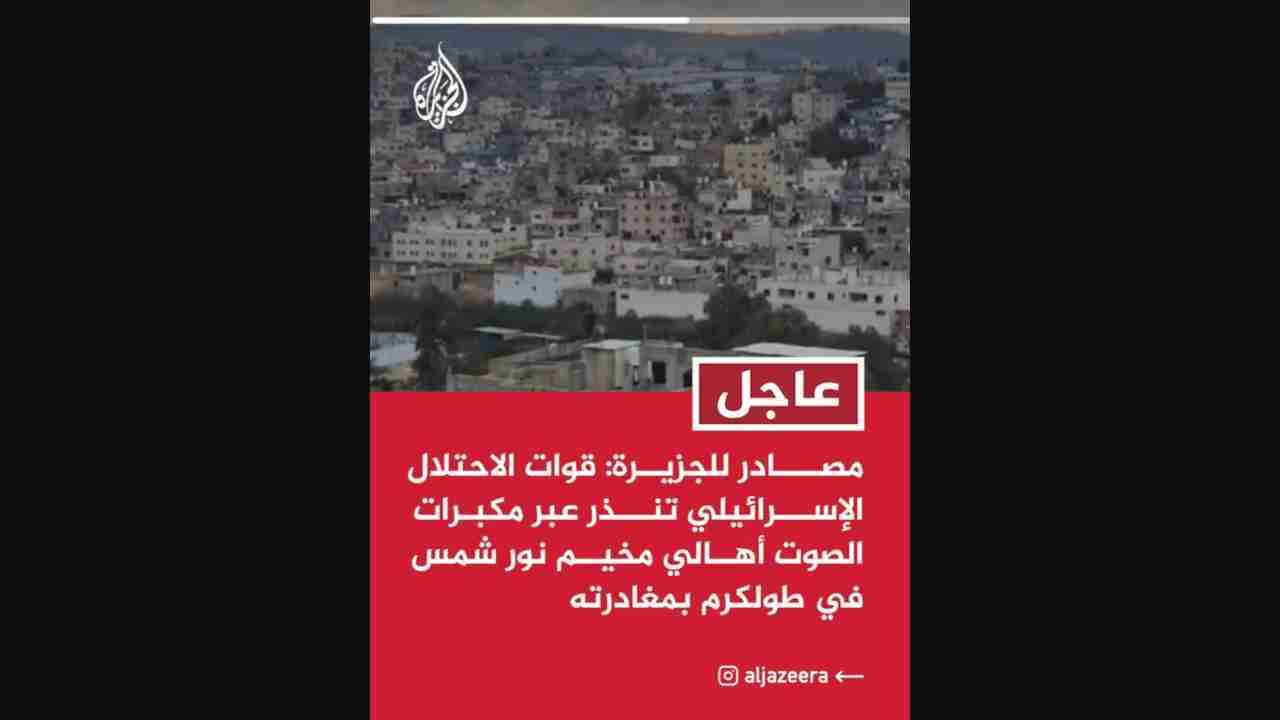 الجزيرة
عاجل
مصادر للجزيرة: قوات الاحتلال
الإسرائيلي تنذر عبر مكبرات
الصوت أهالي مخيم نور شمس
في طولكرم بمغادرته
aljazeera